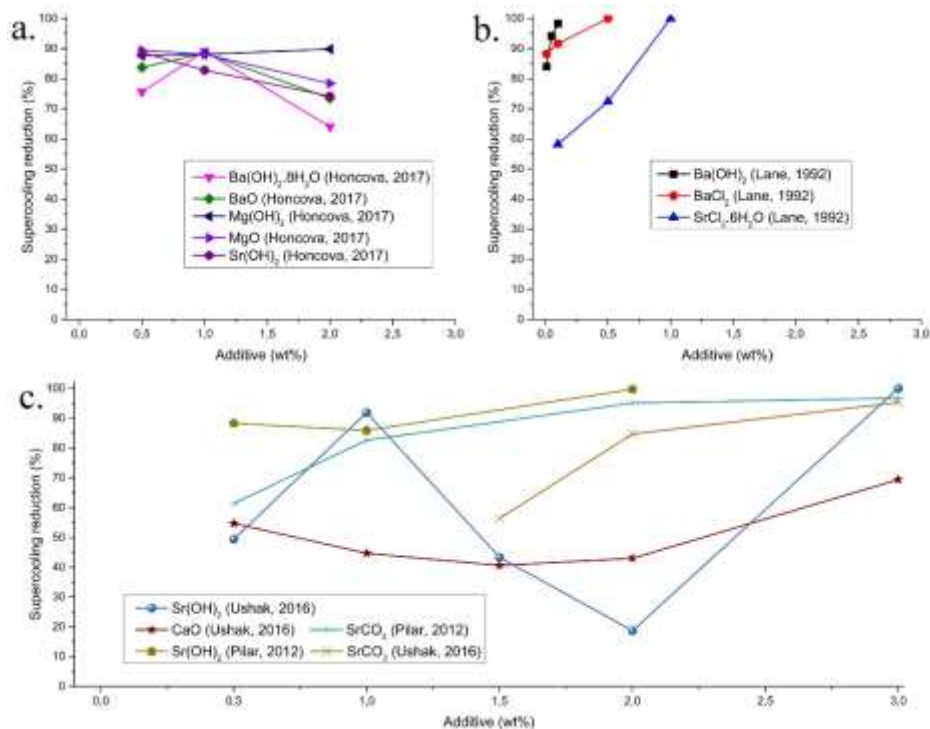 a.
Supercooling reduction (%)
100
90
80
70
60
50
40
30
20
10
0
Ba(OH)₂.8H₂O (Honcova, 2017)
BaO (Honcova, 2017)
Mg(OH)₂ (Honcova, 2017)
MgO (Honcova, 2017)
Sr(OH)₂ (Honcova, 2017)
0,0 0,5 1,0 1,5 2,0 2,5 3,0
Additive (wt%)
b.
Supercooling reduction (%)
100
90
80
70
60
50
40
30
20
10
0
Ba(OH)₂ (Lane, 1992)
BaCl₂ (Lane, 1992)
SrCl₂.6H₂O (Lane, 1992)
0,0 0,5 1,0 1,5 2,0 2,5 3,0
Additive (wt%)
c.
Supercooling reduction (%)
100
90
80
70
60
50
40
30
20
10
0
Sr(OH)₂ (Ushak, 2016)
CaO (Ushak, 2016)
Sr(OH)₂ (Pilar, 2012)
SrCO₃ (Pilar, 2012)
SrCO₃ (Ushak, 2016)
0,0 0,3 1,0 1,5 2,0 3,0
Additive (wt%)